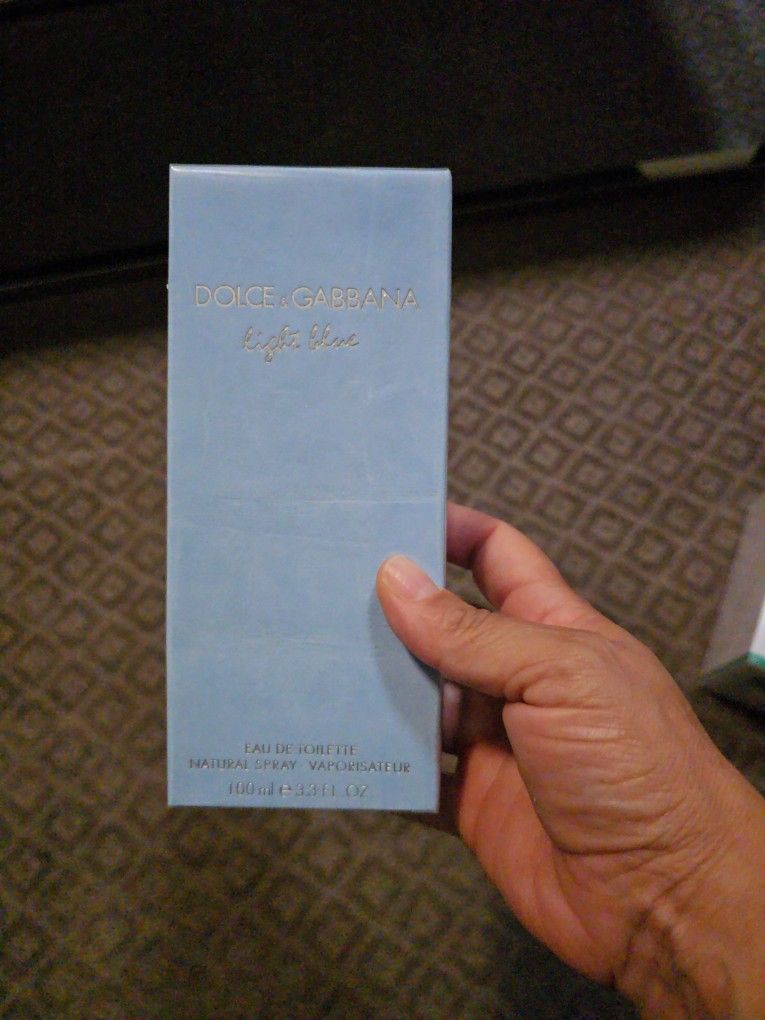 DOLCE & GABBANA
light blue
EAU DE TOILETTE
NATURAL SPRAY · VAPORISATEUR
100 ml e 3.3 FL. OZ.